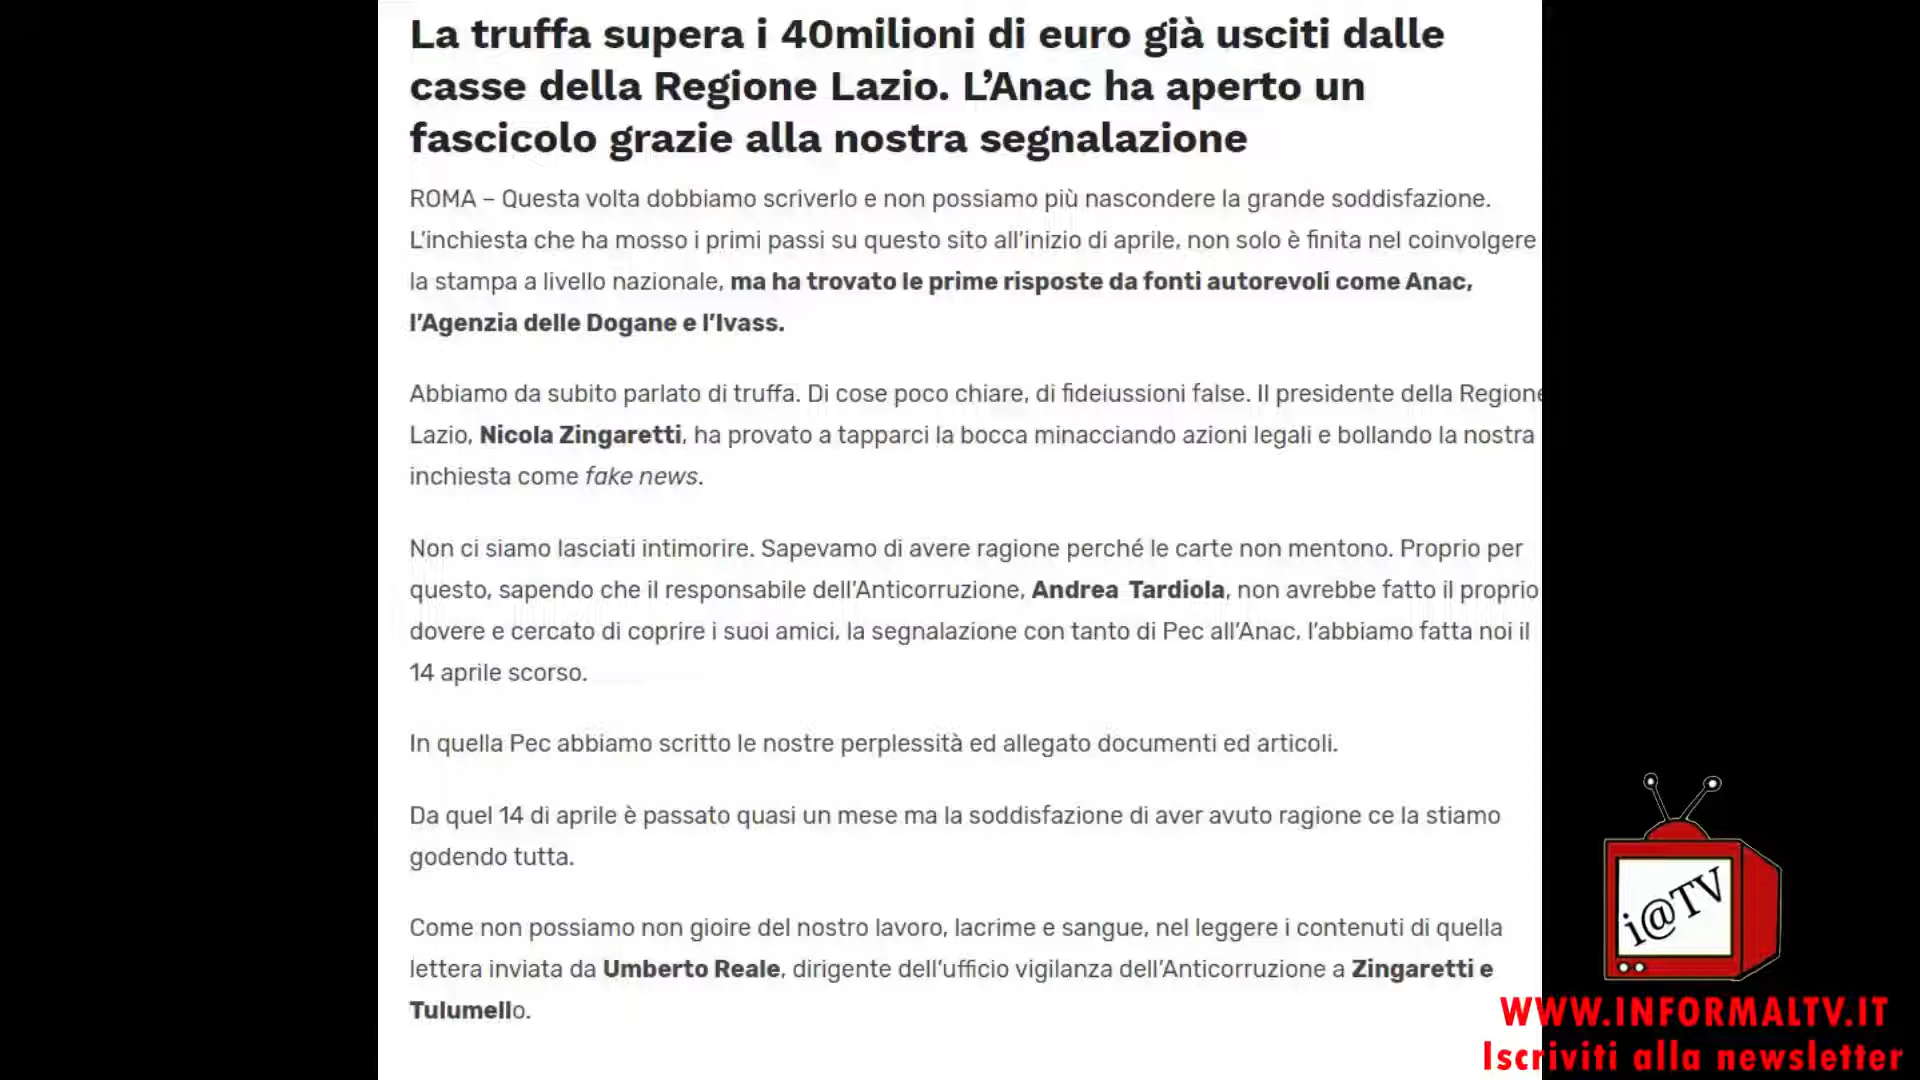 La truffa supera i 40milioni di euro già usciti dalle
casse della Regione Lazio. L’Anac ha aperto un
fascicolo grazie alla nostra segnalazione
ROMA – Questa volta dobbiamo scriverlo e non possiamo più nascondere la grande soddisfazione.
L’inchiesta che ha mosso i primi passi su questo sito all’inizio di aprile, non solo è finita nel coinvolgere
la stampa a livello nazionale, ma ha trovato le prime risposte da fonti autorevoli come Anac,
l’Agenzia delle Dogane e l’Ivass.
Abbiamo da subito parlato di truffa. Di cose poco chiare, di fideiussioni false. Il presidente della Regione
Lazio, Nicola Zingaretti, ha provato a tapparci la bocca minacciando azioni legali e bollando la nostra
inchiesta come fake news.
Non ci siamo lasciati intimorire. Sapevamo di avere ragione perché le carte non mentono. Proprio per
questo, sapendo che il responsabile dell’Anticorruzione, Andrea Tardiola, non avrebbe fatto il proprio
dovere e cercato di coprire i suoi amici, la segnalazione con tanto di Pec all’Anac, l’abbiamo fatta noi il
14 aprile scorso.
In quella Pec abbiamo scritto le nostre perplessità ed allegato documenti ed articoli.
Da quel 14 di aprile è passato quasi un mese ma la soddisfazione di aver avuto ragione ce la stiamo
godendo tutta.
Come non possiamo non gioire del nostro lavoro, lacrime e sangue, nel leggere i contenuti di quella
lettera inviata da Umberto Reale, dirigente dell’ufficio vigilanza dell’Anticorruzione a Zingaretti e
Tulumello.
i@TV
WWW.INFORMALTV.IT
Iscriviti alla newsletter